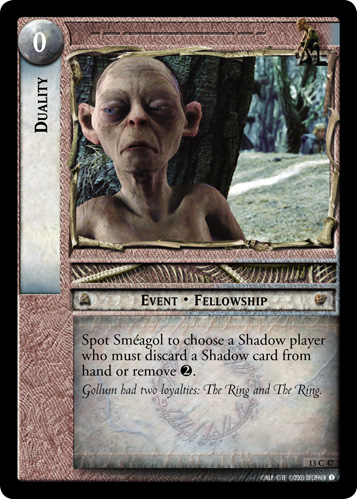 0
DUALITY
EVENT • FELLOWSHIP
Spot Sméagol to choose a Shadow player
who must discard a Shadow card from
hand or remove ❷.
Gollum had two loyalties: The Ring and The Ring.
13 C 47